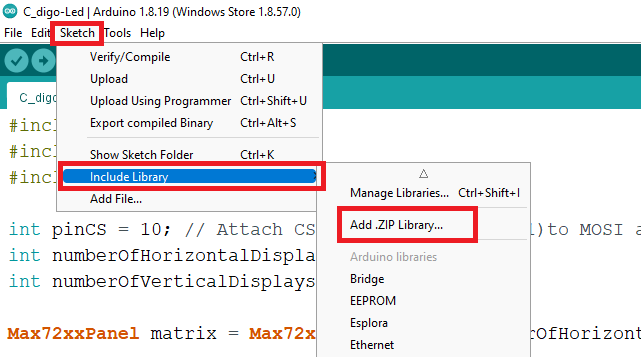 C_digo-Led | Arduino 1.8.19 (Windows Store 1.8.57.0)
File Edit Sketch Tools Help
Verify/Compile Ctrl+R
Upload Ctrl+U
Upload Using Programmer Ctrl+Shift+U
Export compiled Binary Ctrl+Alt+S
Show Sketch Folder Ctrl+K
Include Library
Add File...
Manage Libraries... Ctrl+Shift+I
Add .ZIP Library...
Arduino libraries
Bridge
EEPROM
Esplora
Ethernet
C_digo
#incl
#incl
#incl
int pinCS = 10; // Attach CS )to MOSI
int numberOfHorizontalDispla
int numberOfVerticalDisplays
Max72xxPanel matrix = Max72x erOfHorizont